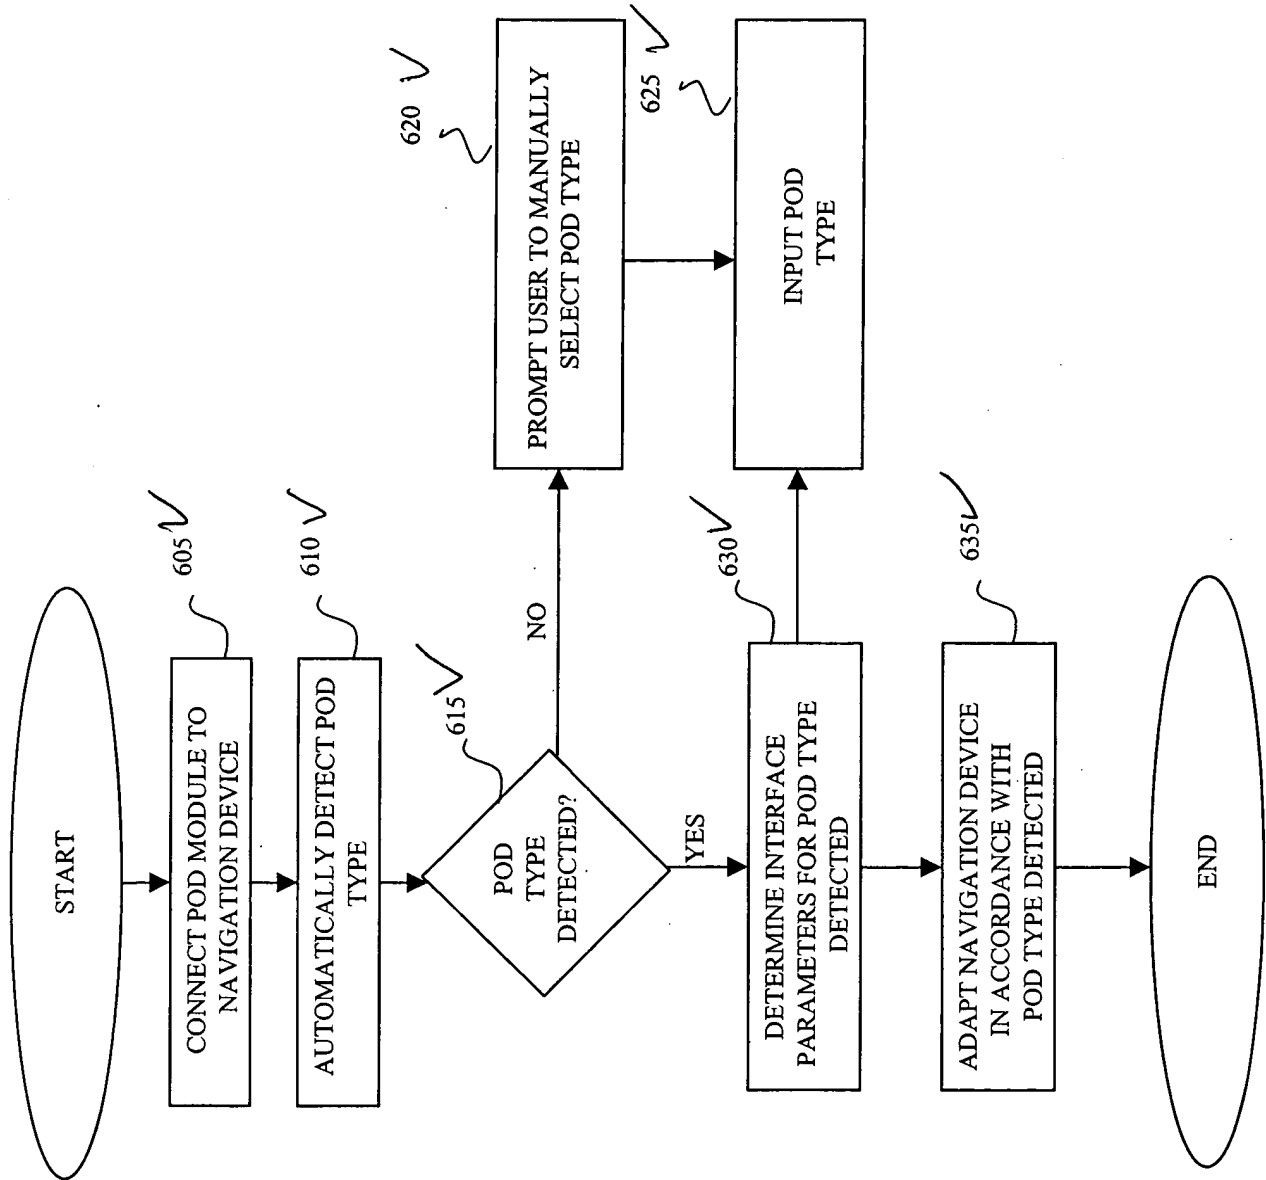 START
605
CONNECT POD MODULE TO
NAVIGATION DEVICE
610
AUTOMATICALLY DETECT POD
TYPE
615
POD
TYPE
DETECTED?
NO
620
PROMPT USER TO MANUALLY
SELECT POD TYPE
625
INPUT POD
TYPE
YES
630
DETERMINE INTERFACE
PARAMETERS FOR POD TYPE
DETECTED
635
ADAPT NAVIGATION DEVICE
IN ACCORDANCE WITH
POD TYPE DETECTED
END